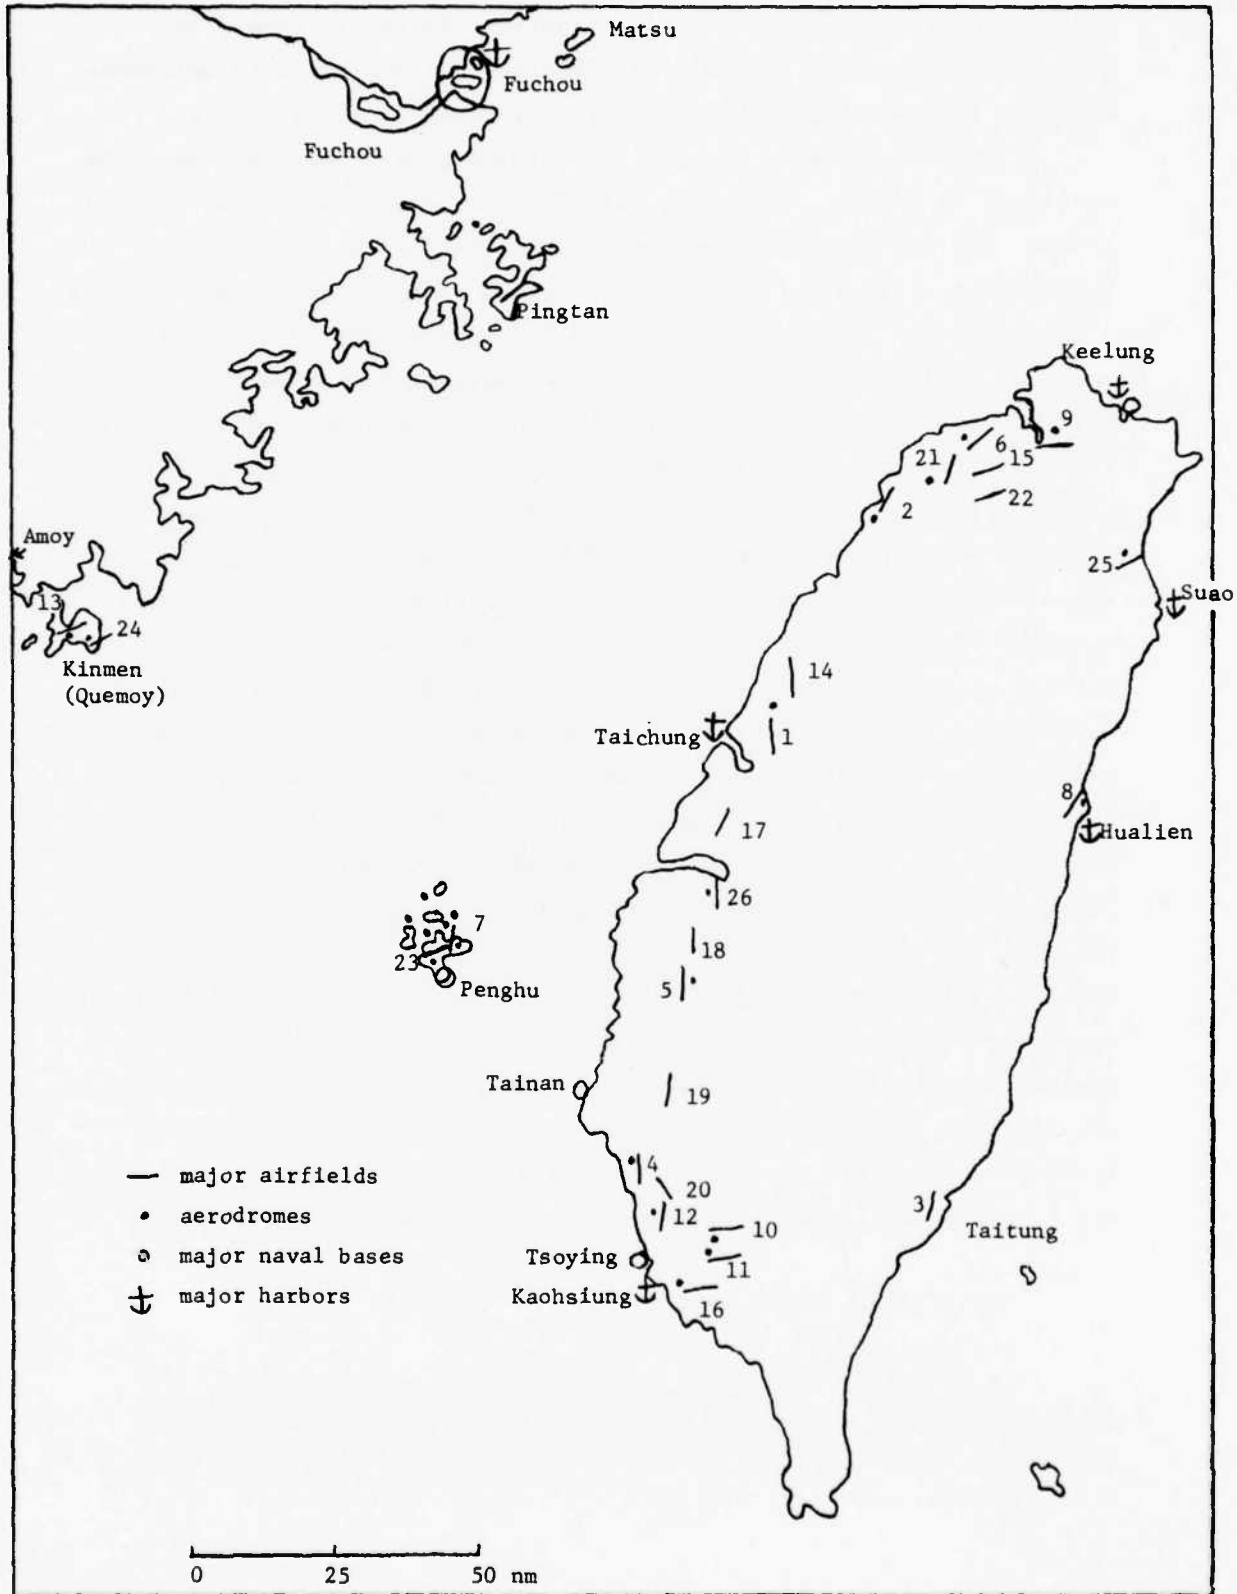 Matsu
Fuchou
Fuchou
Pingtan
Keelung
9
6
21
15
22
2
Amoy
25
Suao
13
24
Kinmen
(Quemoy)
14
Taichung
1
8
17
Hualien
26
7
18
23
5
Penghu
Tainan
19
4
major airfields
20
3
aerodromes
12
10
Taitung
major naval bases
Tsoying
11
major harbors
Kaohsiung
16
0 25 50 nm